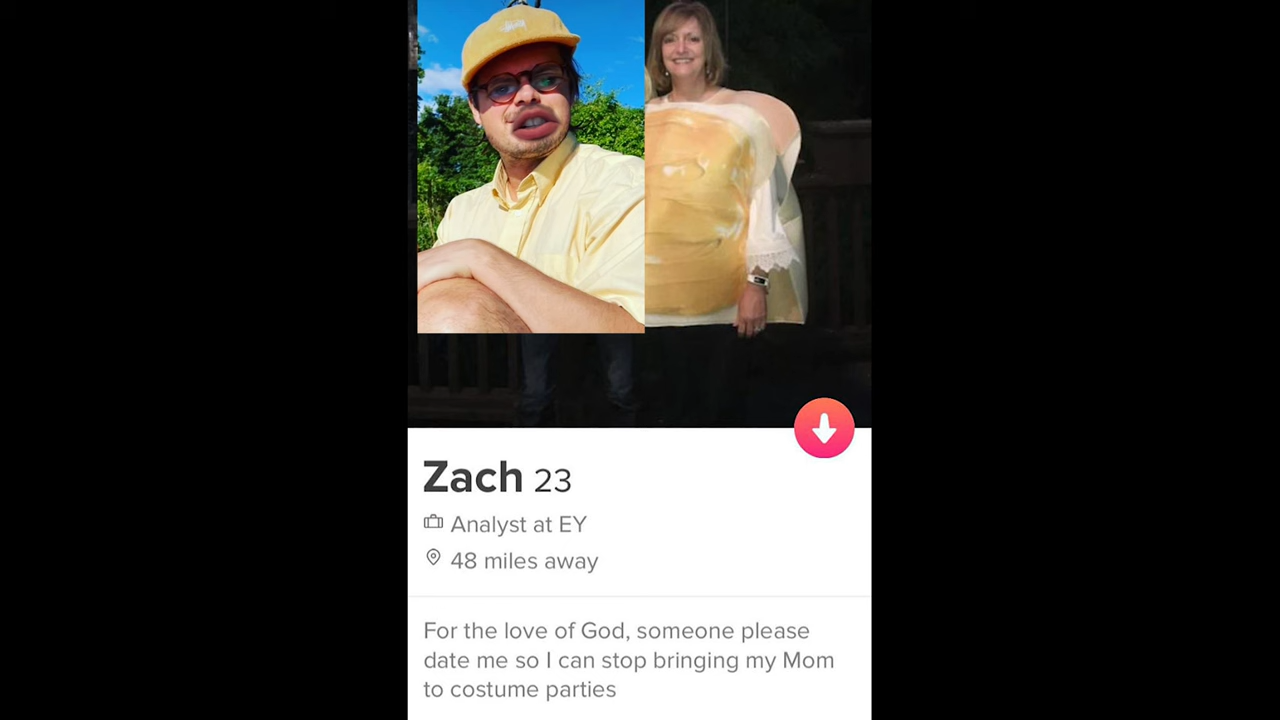 Zach 23
Analyst at EY
48 miles away
For the love of God, someone please
date me so I can stop bringing my Mom
to costume parties